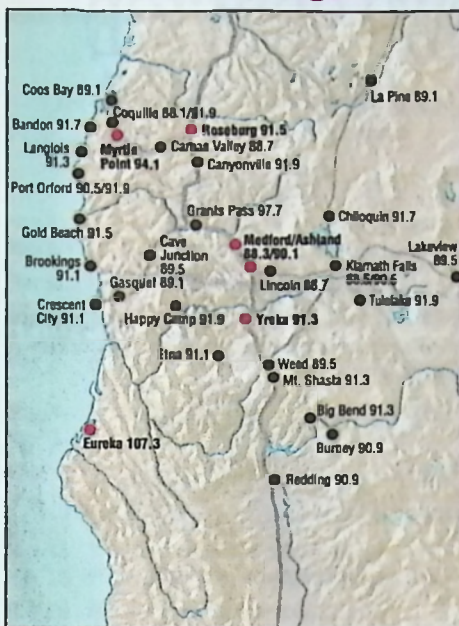 Coos Bay 89.1
La Pine 89.1
Coquille 88.1/91.9
Bandon 91.7
Roseburg 91.5
Langlois
91.3
Myrtle
Point 94.1
Camas Valley 88.7
Canyonville 91.9
Port Orford 90.5/91.9
Grants Pass 97.7
Gold Beach 91.5
Chiloquin 91.7
Medford/Ashland
88.3/90.1
Cave
Junction
89.5
Lakeview
89.5
Brookings
91.1
Klamath Falls
Gasquet 89.1
Lincoln 88.7
Crescent
City 91.1
Happy Camp 91.9
Tulelake 91.9
Yreka 91.3
Etna 91.1
Weed 89.5
Mt. Shasta 91.3
Big Bend 91.3
Eureka 107.3
Burney 90.9
Redding 90.9